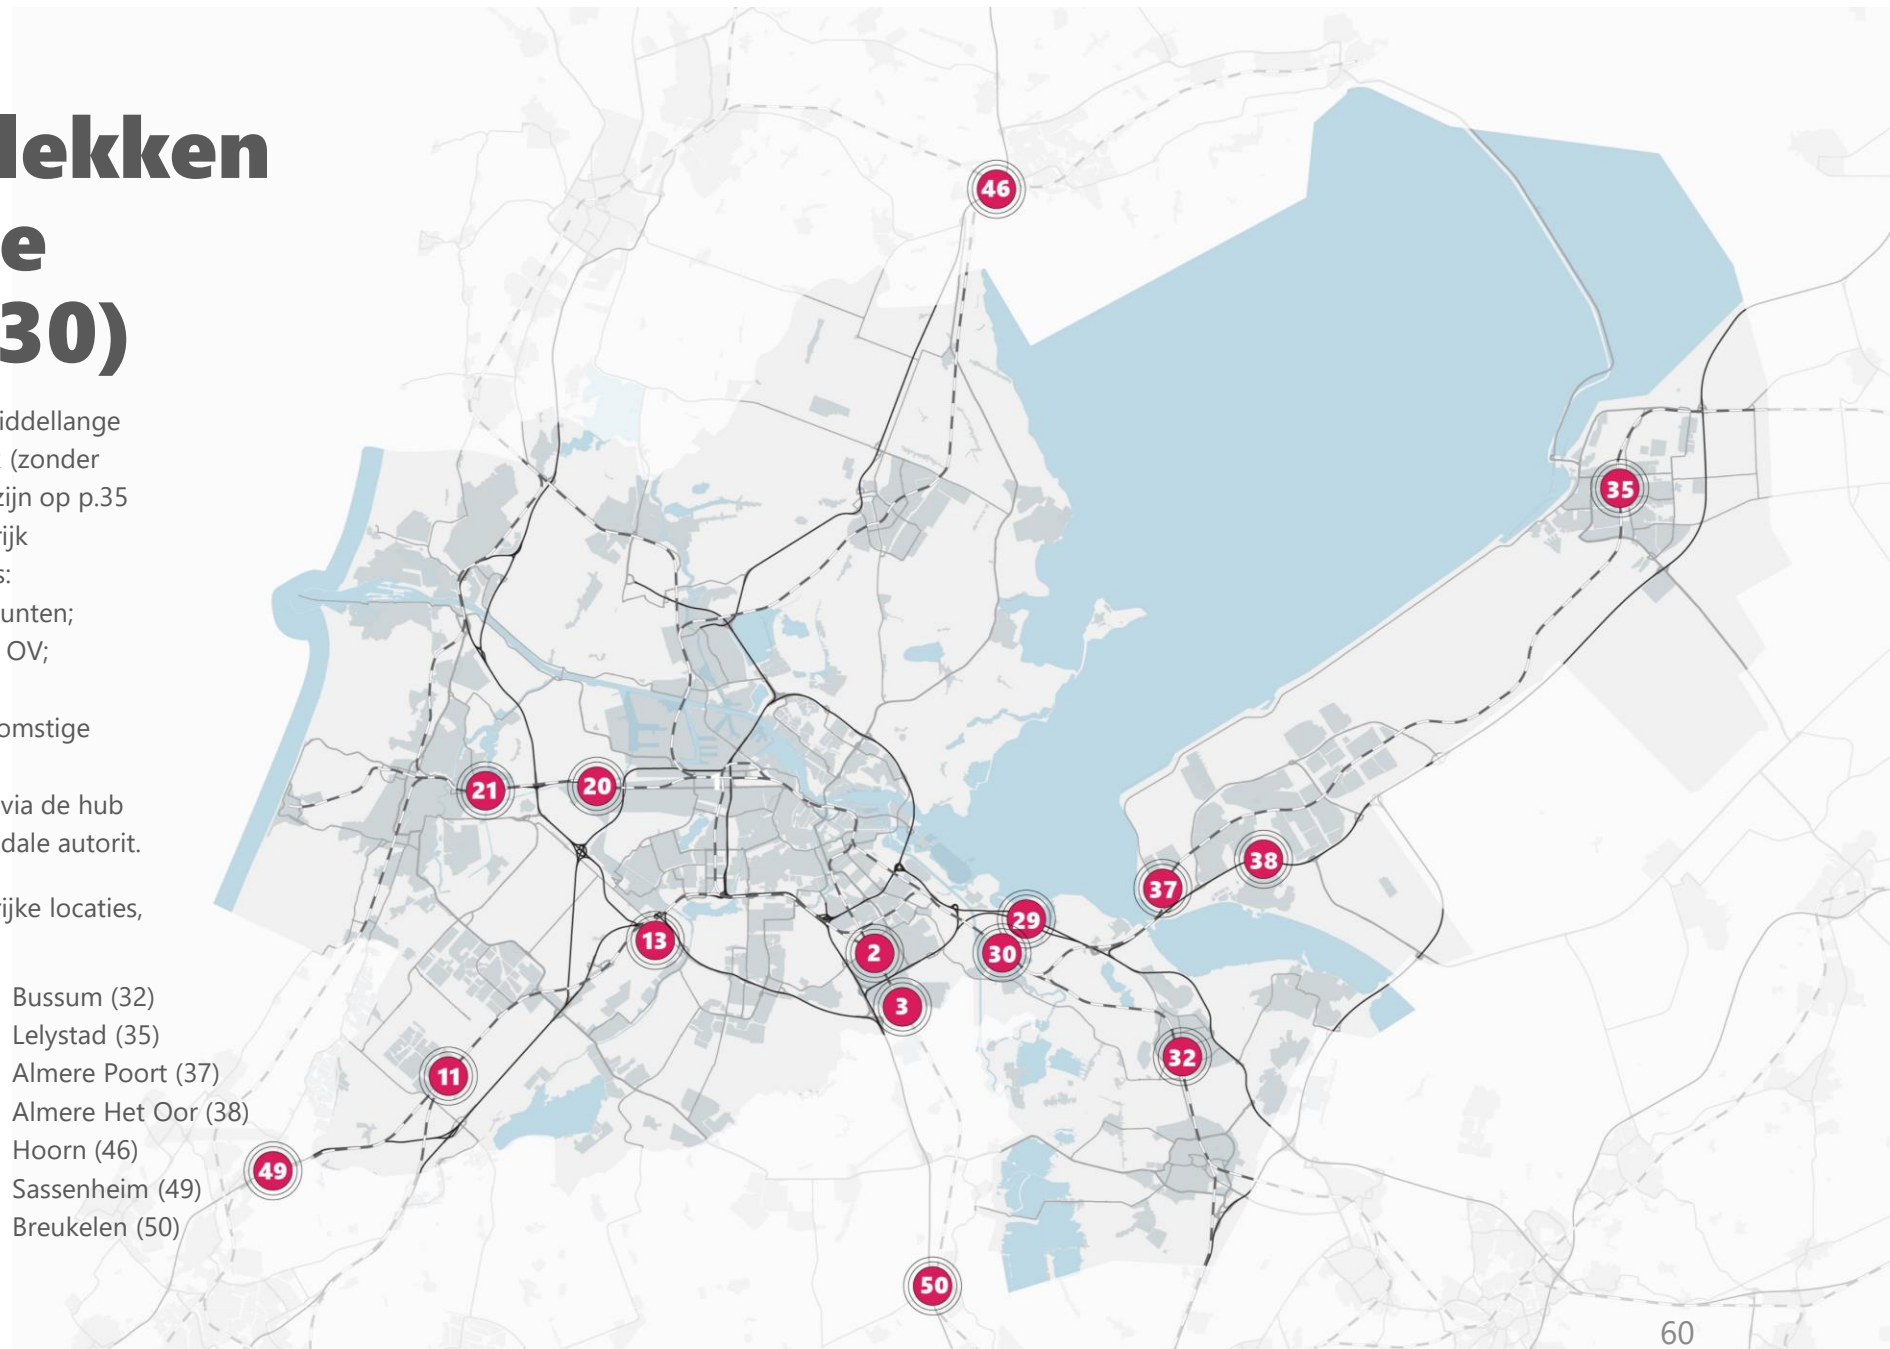 lekken
e
30)
iddellange
(zonder
zijn op p.35
rijk
s:
unten;
OV;
omstige
via de hub
dale autorit.
rijke locaties,
Bussum (32)
Lelystad (35)
Almere Poort (37)
Almere Het Oor (38)
Hoorn (46)
Sassenheim (49)
Breukelen (50)
46
35
21
20
38
37
29
13
2
30
3
32
11
49
50
60